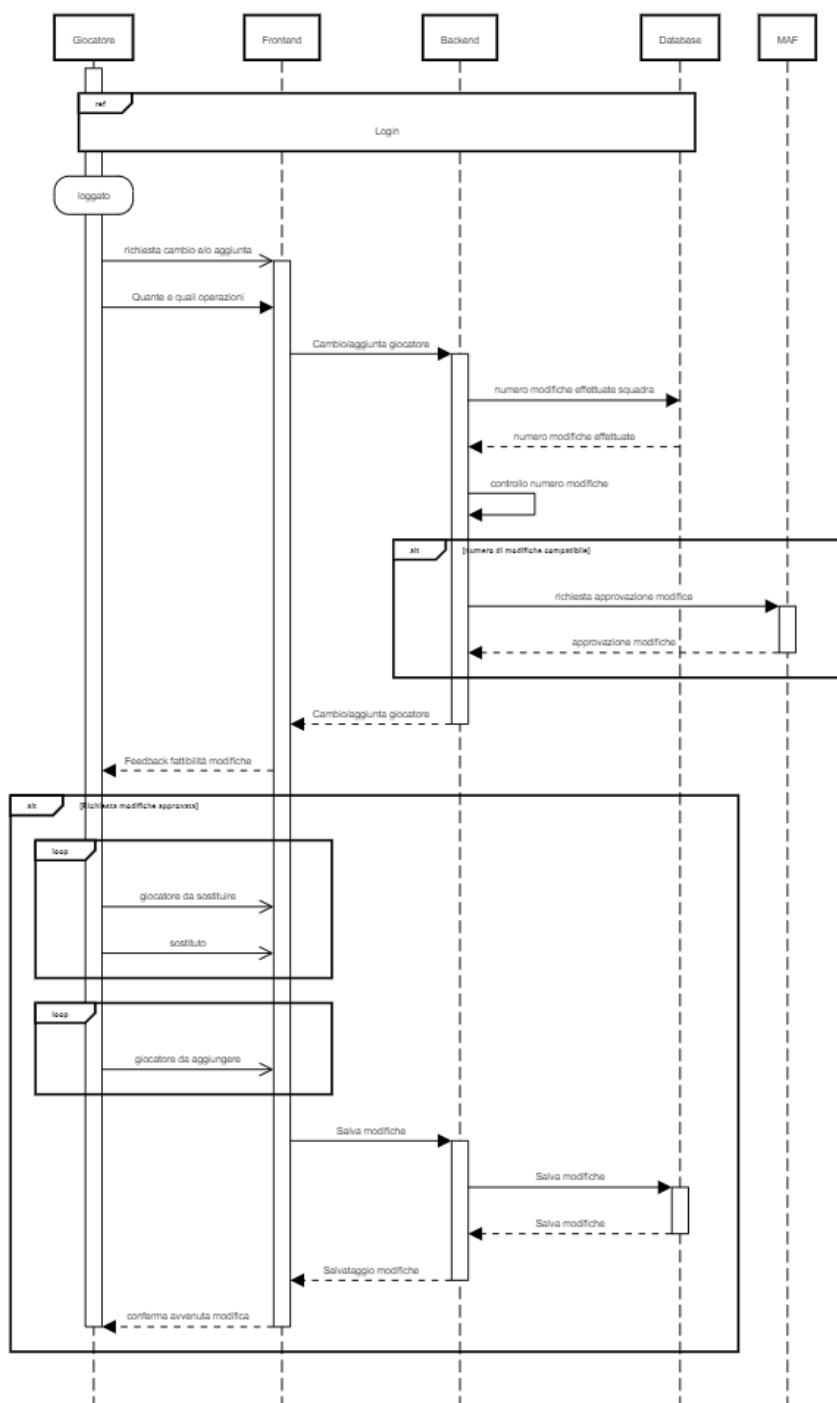 Giocatore
Frontend
Backend
Database
MAF
ref
Login
loggato
richiesta cambio e/o aggiunta
Quante e quali operazioni
Cambio/aggiunta giocatore
numero modifiche effettuate squadra
numero modifiche effettuate
controllo numero modifiche
alt
[numero di modifiche compatibile]
richiesta approvazione modifice
approvazione modifiche
Cambio/aggiunta giocatore
Feedback fattibilità modifiche
alt
[Richiesta modifiche approvata]
loop
giocatore da sostituire
sostituto
loop
giocatore da aggiungere
Salva modifiche
Salva modifiche
Salva modifiche
Salvataggio modifiche
conferma avvenuta modifica